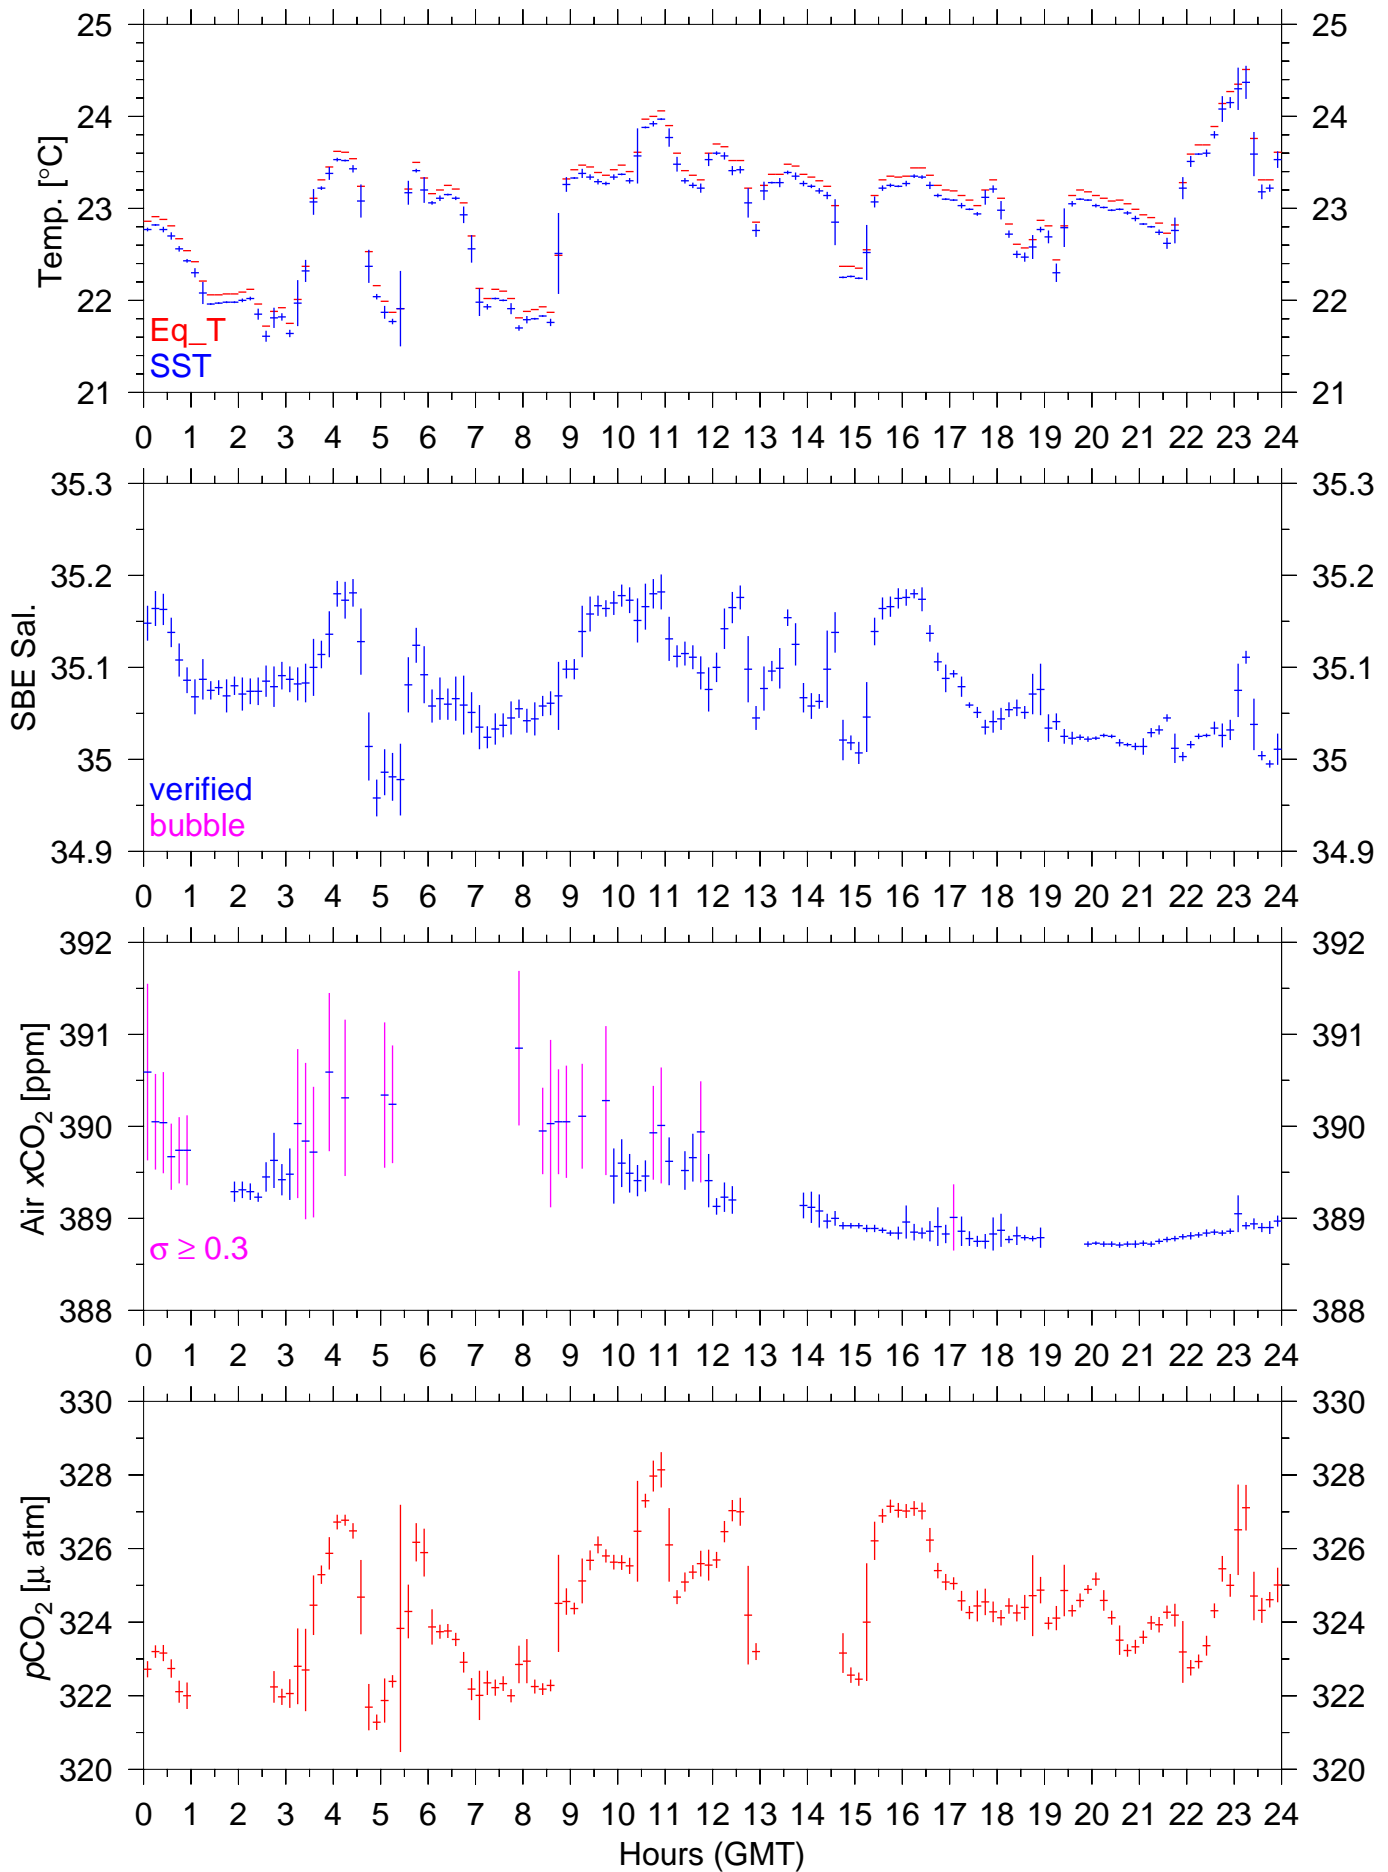 25 25
24 24
23 23
22 22
21 21
Temp. [°C]
Eq_T
SST
0 1 2 3 4 5 6 7 8 9 10 11 12 13 14 15 16 17 18 19 20 21 22 23 24
35.3 35.3
35.2 35.2
35.1 35.1
35 35
34.9 34.9
SBE Sal.
verified
bubble
0 1 2 3 4 5 6 7 8 9 10 11 12 13 14 15 16 17 18 19 20 21 22 23 24
392 392
391 391
390 390
389 389
388 388
Air xCO₂ [ppm]
σ ≥ 0.3
0 1 2 3 4 5 6 7 8 9 10 11 12 13 14 15 16 17 18 19 20 21 22 23 24
330 330
328 328
326 326
324 324
322 322
320 320
pCO₂ [μ atm]
0 1 2 3 4 5 6 7 8 9 10 11 12 13 14 15 16 17 18 19 20 21 22 23 24
Hours (GMT)